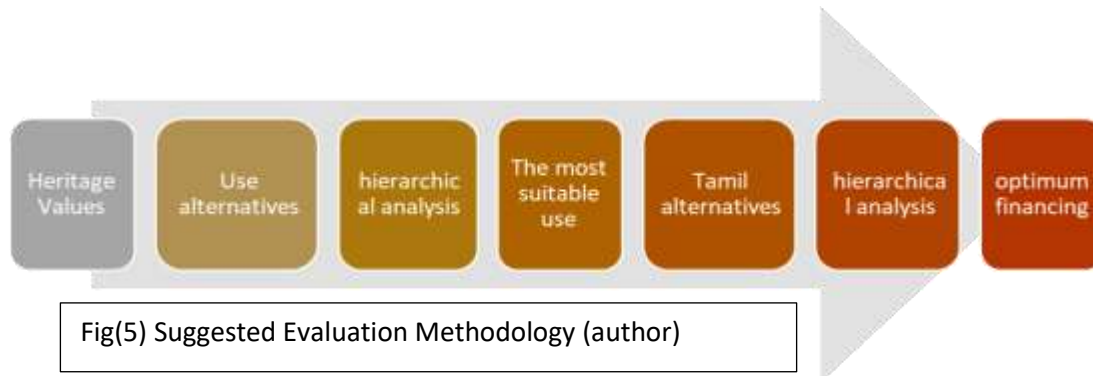 Heritage
Values
Use
alternatives
hierarchic
al analysis
The most
suitable
use
Tamil
alternatives
hierarchica
l analysis
optimum
financing
Fig(5) Suggested Evaluation Methodology (author)